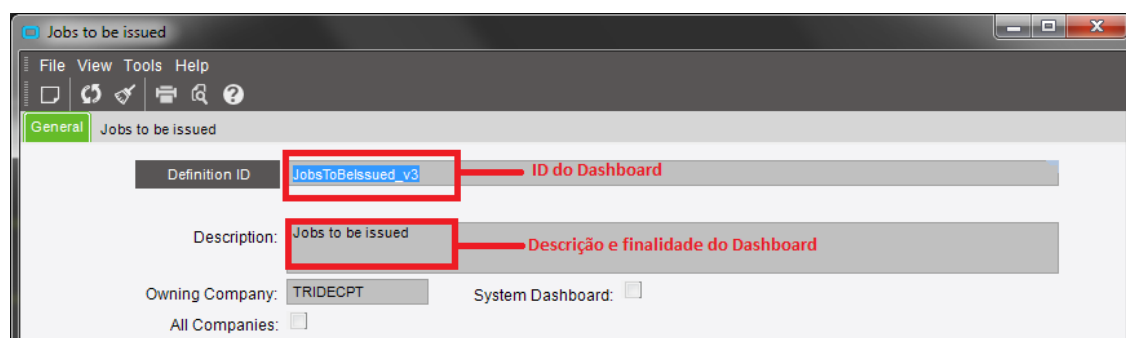 Jobs to be issued
File View Tools Help
General Jobs to be issued
Definition ID JobsToBeIssued_v3 ID do Dashboard
Description: Jobs to be issued Descrição e finalidade do Dashboard
Owning Company: TRIDECPT System Dashboard:
All Companies: